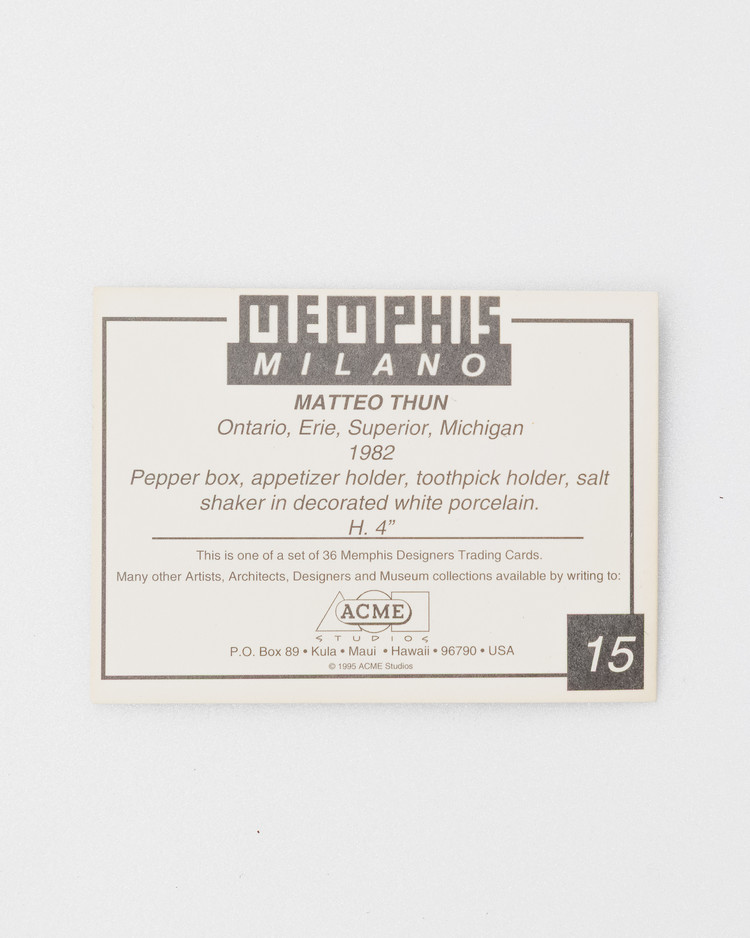 MEMPHIS
MILANO
MATTEO THUN
Ontario, Erie, Superior, Michigan
1982
Pepper box, appetizer holder, toothpick holder, salt
shaker in decorated white porcelain.
H. 4”
This is one of a set of 36 Memphis Designers Trading Cards.
Many other Artists, Architects, Designers and Museum collections available by writing to:
ACME
STUDIOS
P.O. Box 89 • Kula • Maui • Hawaii • 96790 • USA
© 1995 ACME Studios
15